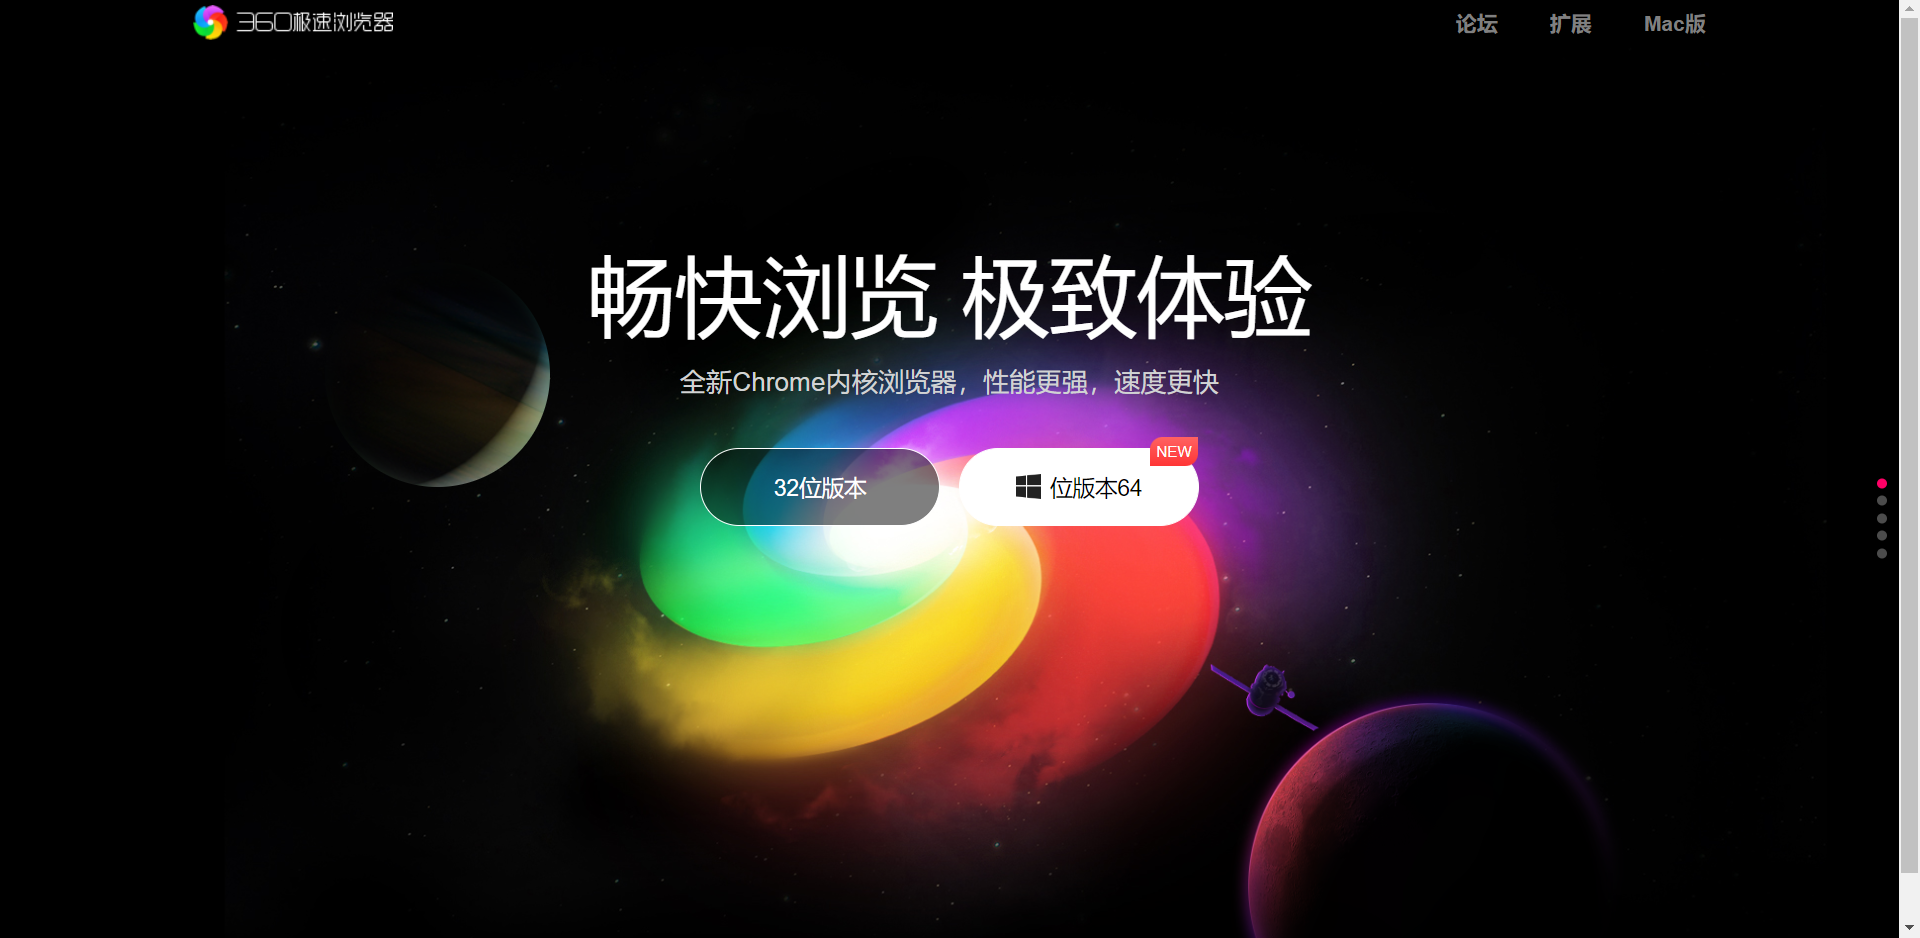 360极速浏览器
论坛 扩展 Mac版
畅快浏览 极致体验
全新Chrome内核浏览器，性能更强，速度更快
NEW
32位版本
位版本64